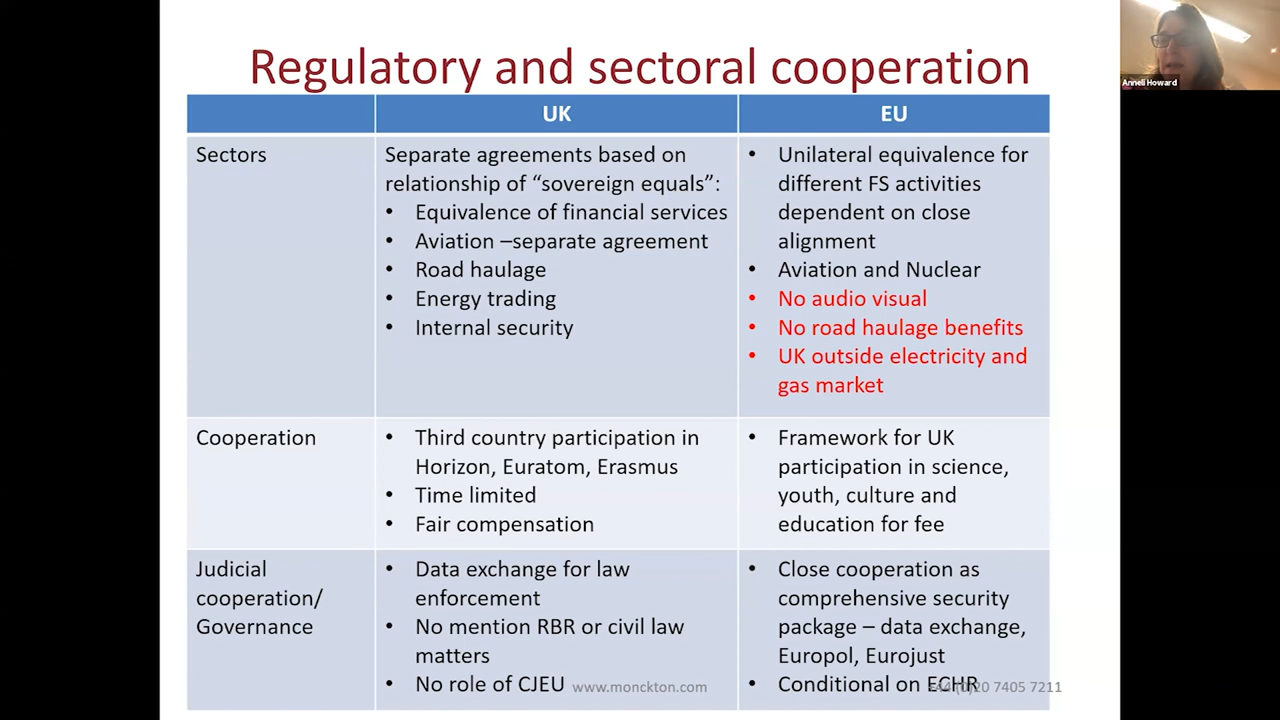 Regulatory and sectoral cooperation
Anneli Howard
UK
EU
Sectors
Separate agreements based on
relationship of “sovereign equals”:
• Equivalence of financial services
• Aviation –separate agreement
• Road haulage
• Energy trading
• Internal security
• Unilateral equivalence for
different FS activities
dependent on close
alignment
• Aviation and Nuclear
• No audio visual
• No road haulage benefits
• UK outside electricity and
gas market
Cooperation
• Third country participation in
Horizon, Euratom, Erasmus
• Time limited
• Fair compensation
• Framework for UK
participation in science,
youth, culture and
education for fee
Judicial
cooperation/
Governance
• Data exchange for law
enforcement
• No mention RBR or civil law
matters
• No role of CJEU
• Close cooperation as
comprehensive security
package – data exchange,
Europol, Eurojust
• Conditional on ECHR
www.monckton.com
+44 (0)20 7405 7211